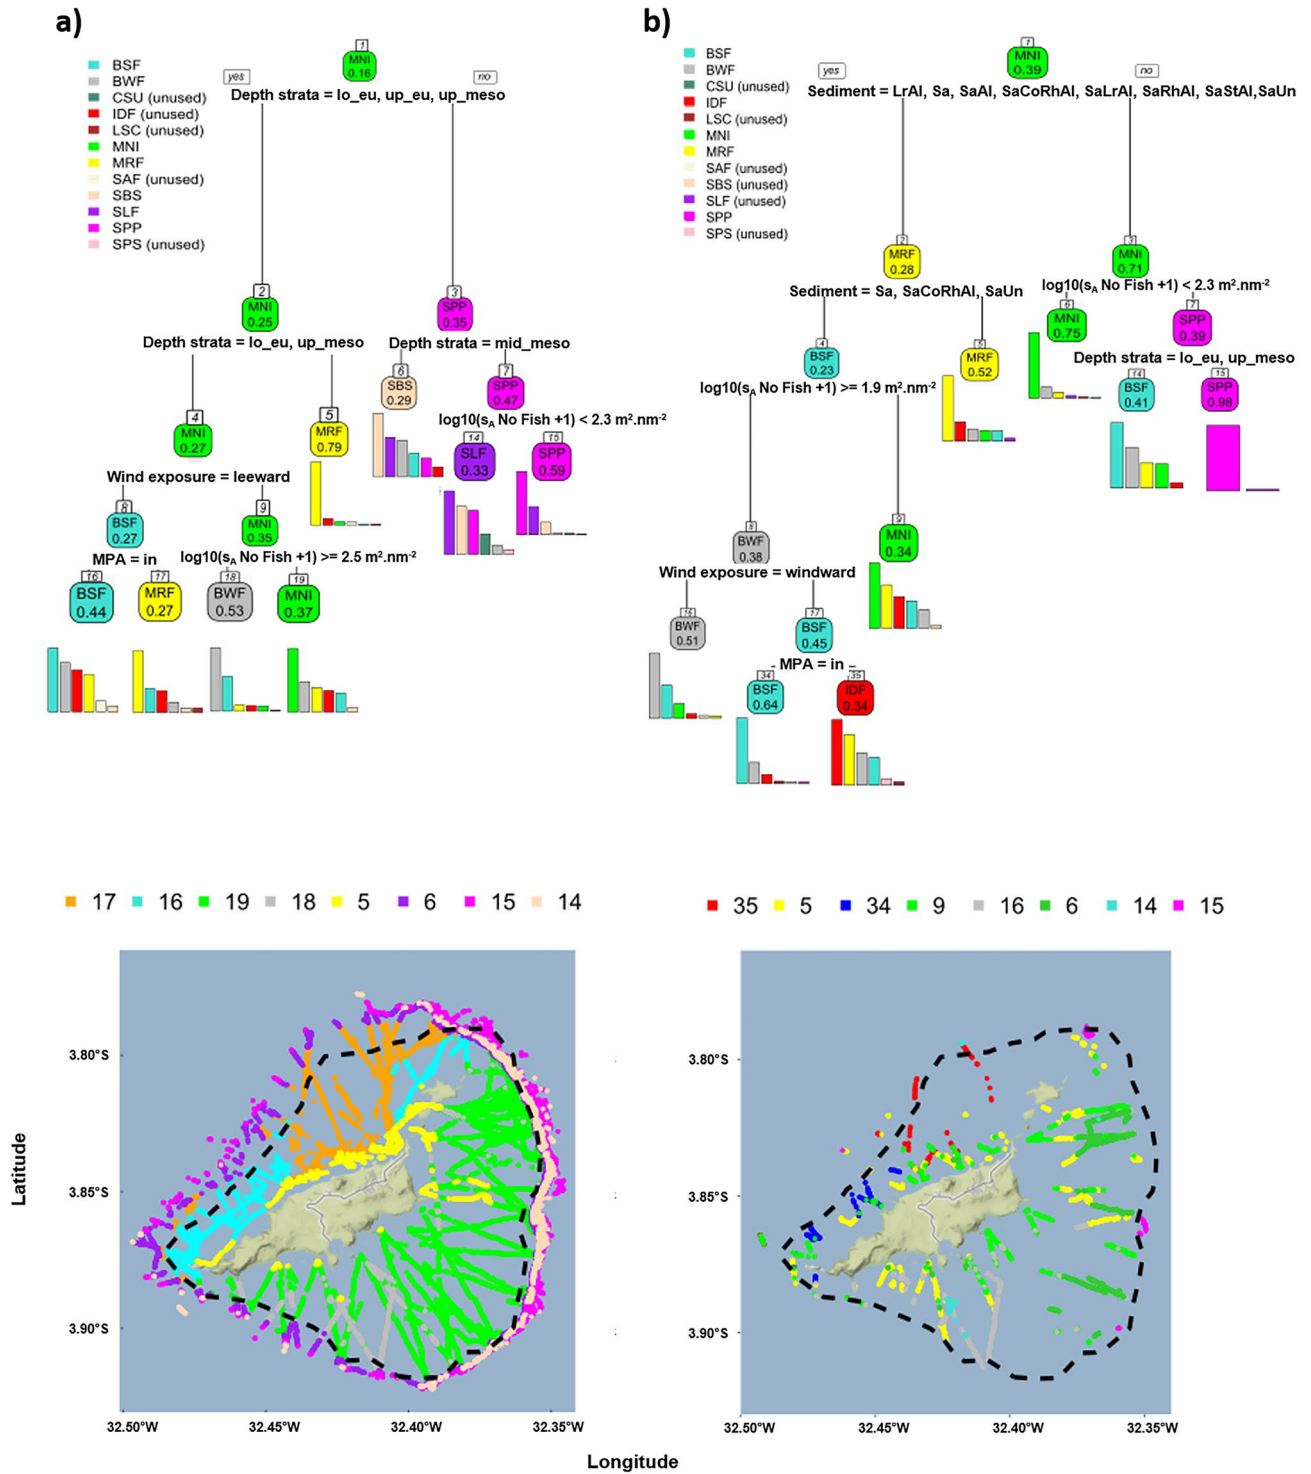 a)
BSF
BWF
CSU (unused)
IDF (unused)
LSC (unused)
MNI
MRF
SAF (unused)
SBS
SLF
SPP
SPS (unused)
1
MNI
0.16
yes
no
Depth strata = lo_eu, up_eu, up_meso
2
MNI
0.25
3
SPP
0.35
Depth strata = lo_eu, up_meso
Depth strata = mid_meso
4
MNI
0.27
5
MRF
0.79
6
SBS
0.29
7
SPP
0.47
log10(sA No Fish +1) < 2.3 m².nm-2
14
SLF
0.33
15
SPP
0.59
Wind exposure = leeward
8
BSF
0.27
9
MNI
0.35
MPA = in
log10(sA No Fish +1) >= 2.5 m².nm-2
16
BSF
0.44
17
MRF
0.27
18
BWF
0.53
19
MNI
0.37
b)
BSF
BWF
CSU (unused)
IDF
LSC (unused)
MNI
MRF
SAF (unused)
SBS (unused)
SLF (unused)
SPP
SPS (unused)
1
MNI
0.39
yes
no
Sediment = LrAl, Sa, SaAl, SaCoRhAl, SaLrAl, SaRhAl, SaStAl,SaUn
2
MRF
0.28
3
MNI
0.71
Sediment = Sa, SaCoRhAl, SaUn
log10(sA No Fish +1) < 2.3 m².nm-2
4
BSF
0.23
5
MRF
0.52
6
MNI
0.75
7
SPP
0.39
Depth strata = lo_eu, up_meso
14
BSF
0.41
15
SPP
0.98
log10(sA No Fish +1) >= 1.9 m².nm-2
8
BWF
0.38
9
MNI
0.34
Wind exposure = windward
16
BWF
0.51
17
BSF
0.45
MPA = in
34
BSF
0.64
35
IDF
0.34
17 16 19 18 5 6 15 14
35 5 34 9 16 6 14 15
3.80°S
3.85°S
3.90°S
32.50°W 32.45°W 32.40°W 32.35°W
3.80°S
3.85°S
3.90°S
32.50°W 32.45°W 32.40°W 32.35°W
Latitude
Longitude